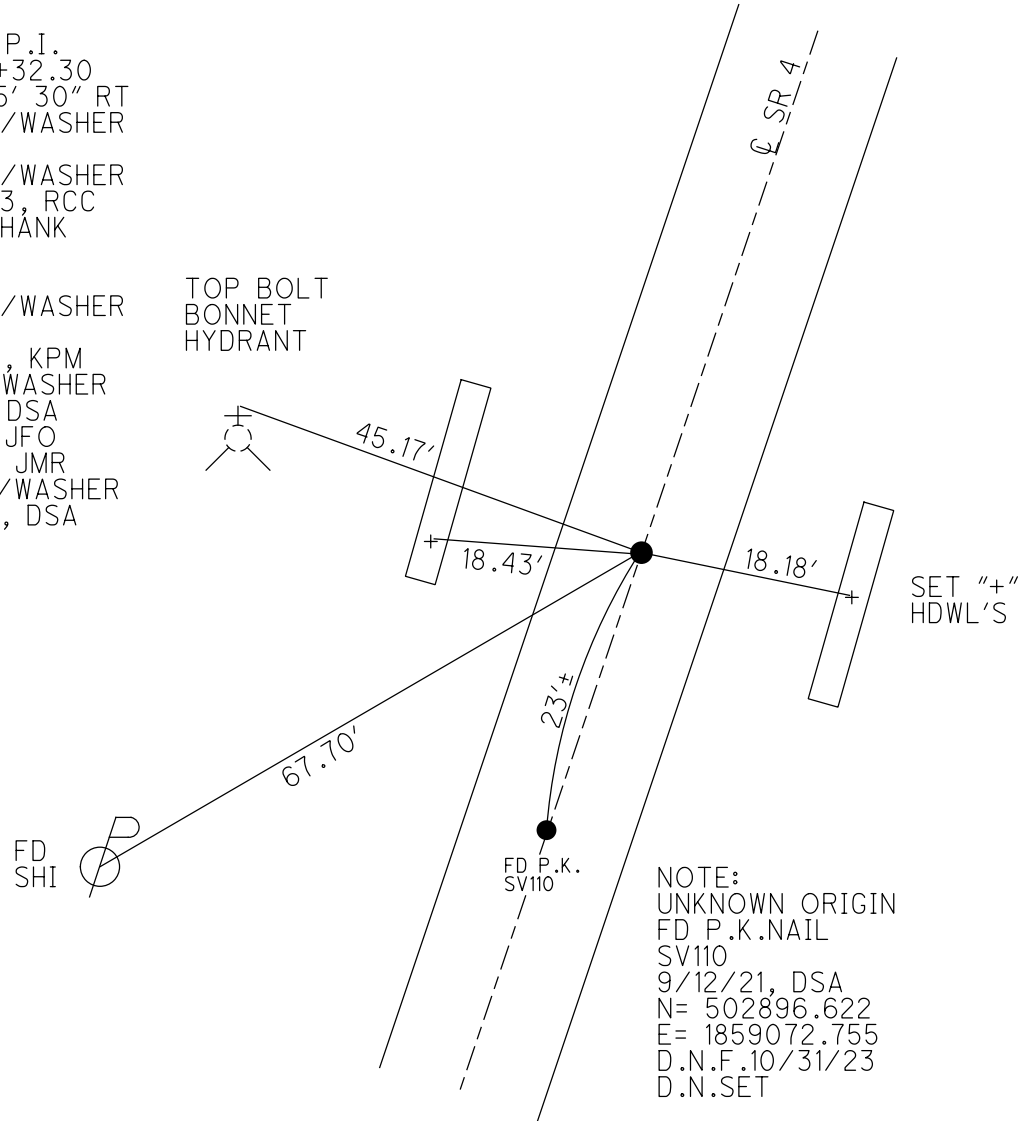 P.I.
+32.30
5' 30" RT
/WASHER
/WASHER
3, RCC
HANK
/WASHER
, KPM
WASHER
DSA
JFO
JMR
/WASHER
, DSA
℄ SR 4
TOP BOLT
BONNET
HYDRANT
45.17'
18.43'
18.18'
SET "+"
HDWL'S
23'±
67.70'
FD
SHI
FD P.K.
SV110
NOTE:
UNKNOWN ORIGIN
FD P.K.NAIL
SV110
9/12/21, DSA
N= 502896.622
E= 1859072.755
D.N.F.10/31/23
D.N.SET